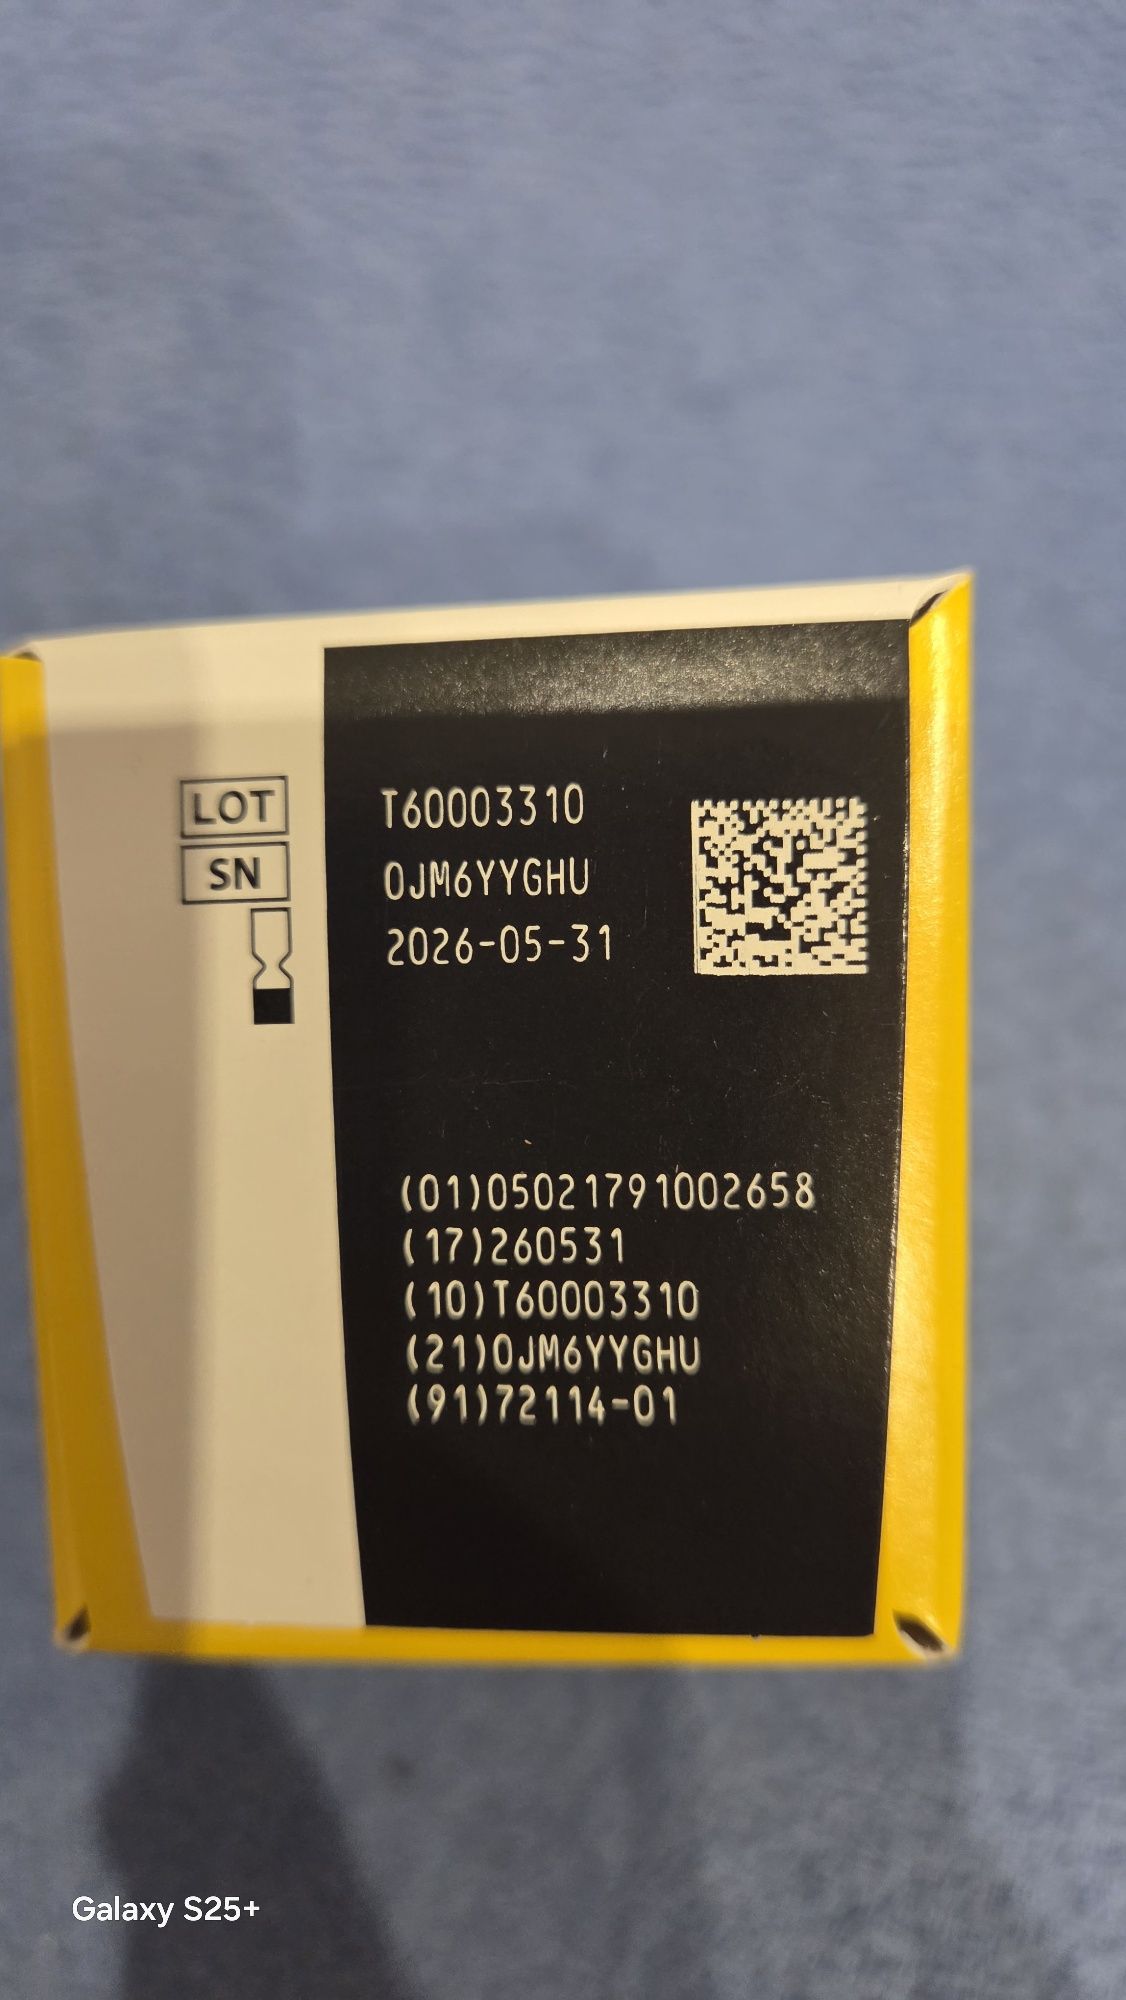 LOT T60003310
SN 0JM6YYGHU
2026-05-31
(01)05021791002658
(17)260531
(10)T60003310
(21)0JM6YYGHU
(91)72114-01
Galaxy S25+